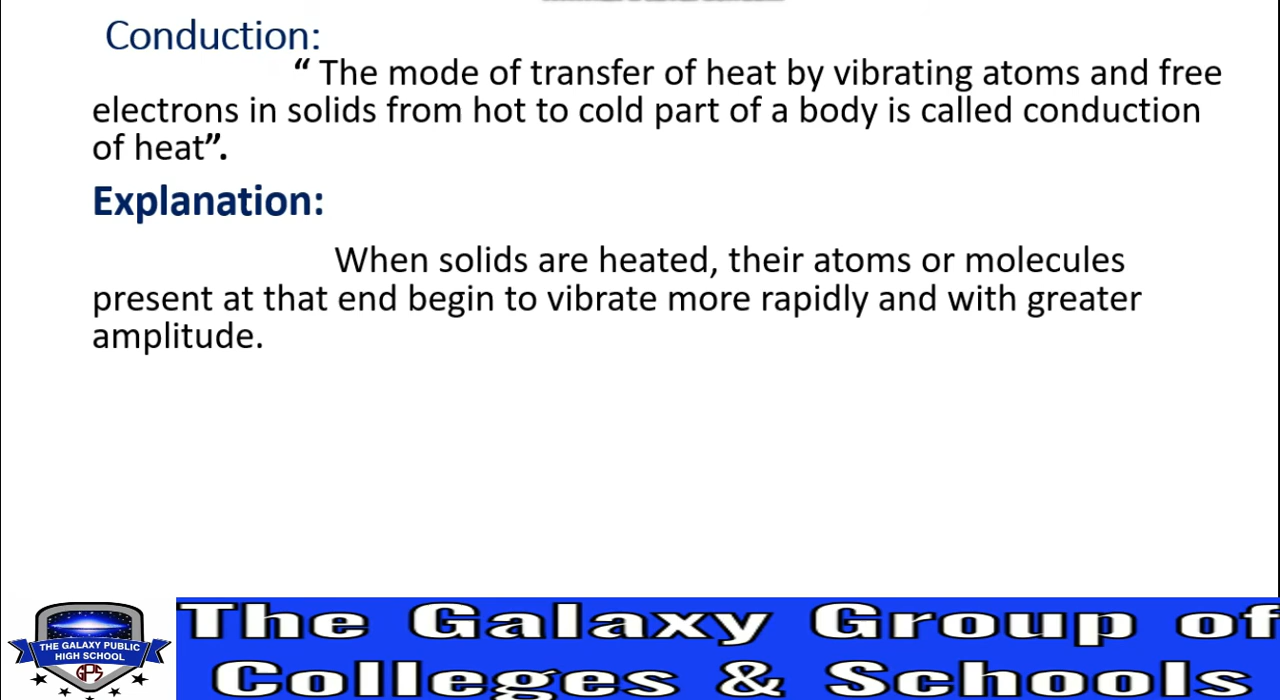 Conduction:
“ The mode of transfer of heat by vibrating atoms and free
electrons in solids from hot to cold part of a body is called conduction
of heat”.
Explanation:
When solids are heated, their atoms or molecules
present at that end begin to vibrate more rapidly and with greater
amplitude.
THE GALAXY PUBLIC
HIGH SCHOOL
GPS
The Galaxy Group of
Colleges & Schools